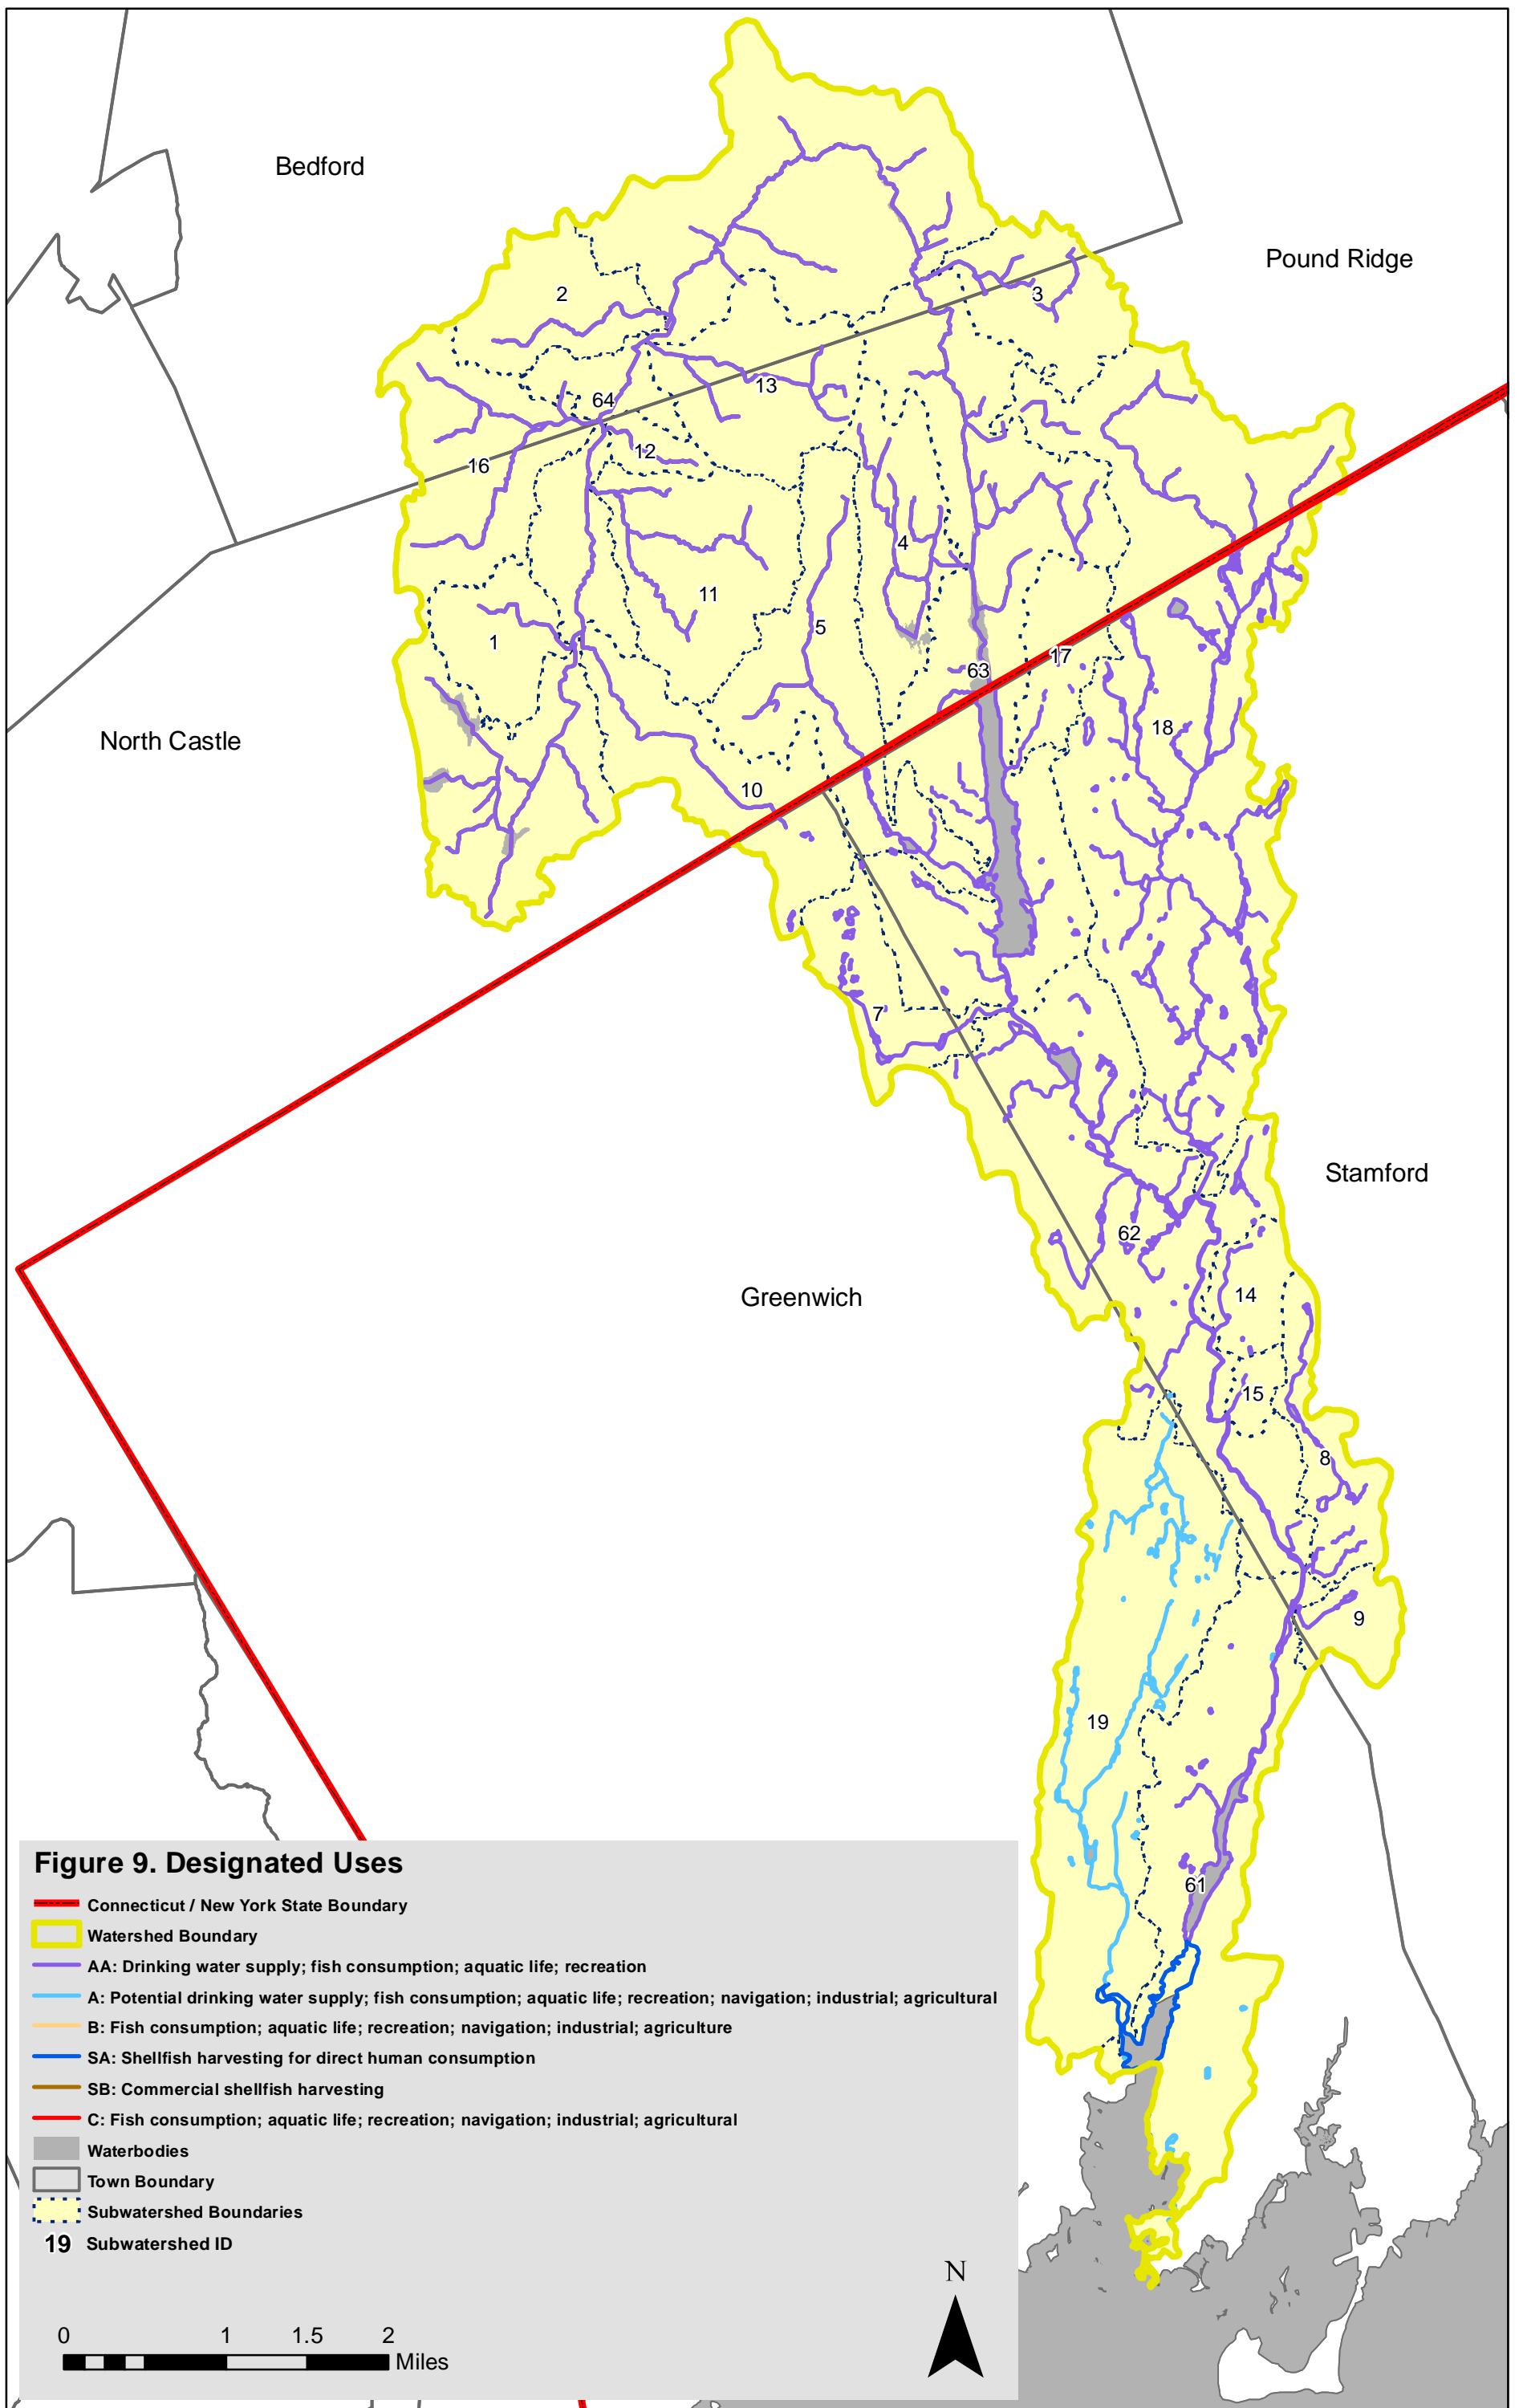 Bedford
Pound Ridge
2
3
13
64
12
16
4
11
5
1
63
17
18
North Castle
10
7
Stamford
62
Greenwich
14
15
8
9
19
61
Figure 9. Designated Uses
Connecticut / New York State Boundary
Watershed Boundary
AA: Drinking water supply; fish consumption; aquatic life; recreation
A: Potential drinking water supply; fish consumption; aquatic life; recreation; navigation; industrial; agricultural
B: Fish consumption; aquatic life; recreation; navigation; industrial; agriculture
SA: Shellfish harvesting for direct human consumption
SB: Commercial shellfish harvesting
C: Fish consumption; aquatic life; recreation; navigation; industrial; agricultural
Waterbodies
Town Boundary
Subwatershed Boundaries
19 Subwatershed ID
N
0 1 1.5 2
Miles